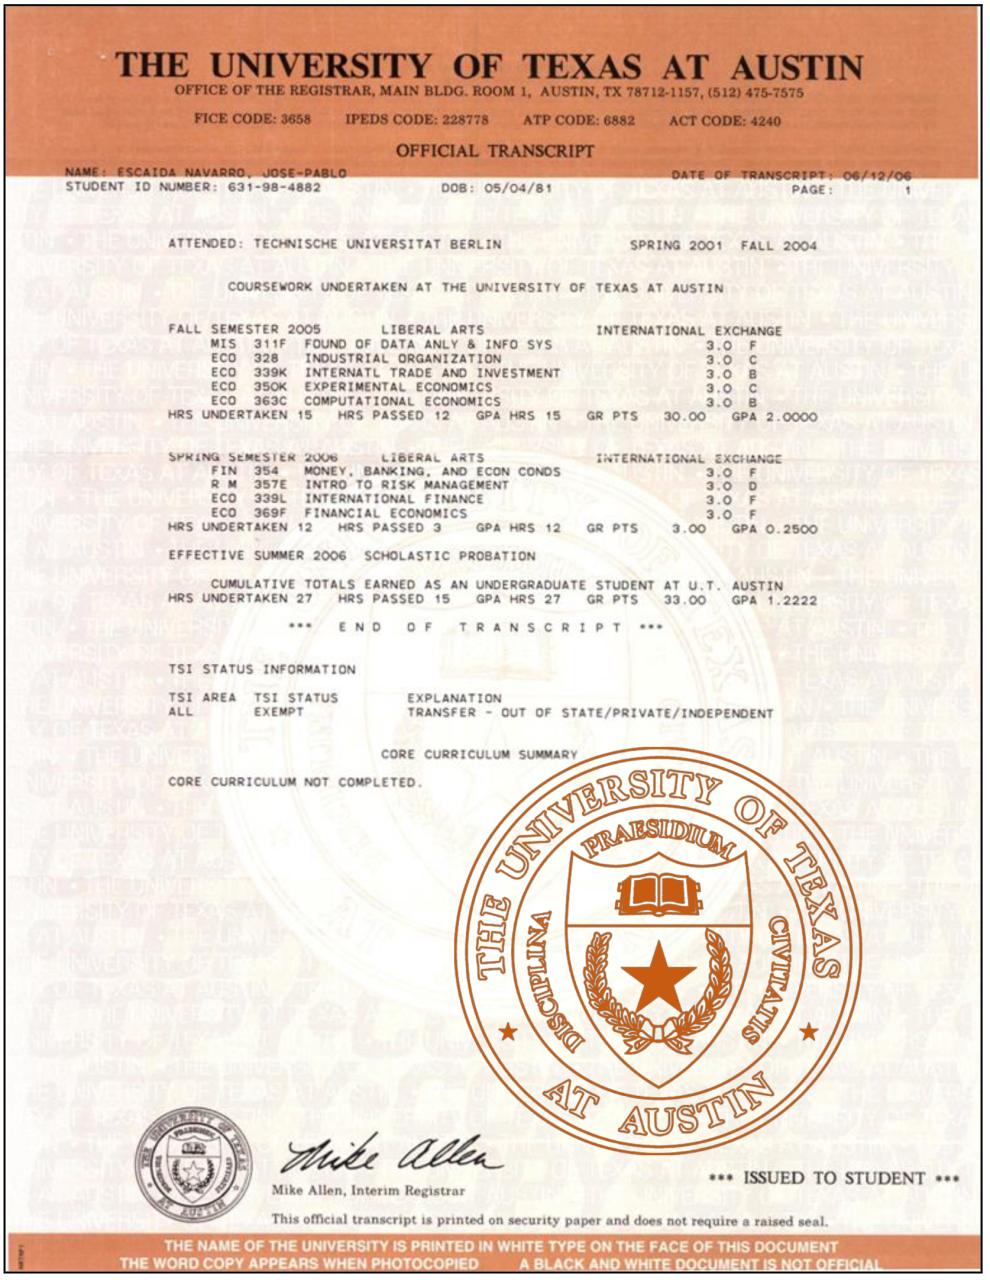 THE UNIVERSITY OF TEXAS AT AUSTIN
OFFICE OF THE REGISTRAR, MAIN BLDG. ROOM 1, AUSTIN, TX 78712-1157, (512) 475-7575
FICE CODE: 3658 IPEDS CODE: 228778 ATP CODE: 6882 ACT CODE: 4240
OFFICIAL TRANSCRIPT
NAME: ESCAIDA NAVARRO, JOSE-PABLO DATE OF TRANSCRIPT: 06/12/06
STUDENT ID NUMBER: 631-98-4882 DOB: 05/04/81 PAGE: 1
ATTENDED: TECHNISCHE UNIVERSITAT BERLIN SPRING 2001 FALL 2004
COURSEWORK UNDERTAKEN AT THE UNIVERSITY OF TEXAS AT AUSTIN
FALL SEMESTER 2005 LIBERAL ARTS INTERNATIONAL EXCHANGE
MIS 311F FOUND OF DATA ANLY & INFO SYS 3.0 F
ECO 328 INDUSTRIAL ORGANIZATION 3.0 C
ECO 339K INTERNATL TRADE AND INVESTMENT 3.0 B
ECO 350K EXPERIMENTAL ECONOMICS 3.0 C
ECO 363C COMPUTATIONAL ECONOMICS 3.0 B
HRS UNDERTAKEN 15 HRS PASSED 12 GPA HRS 15 GR PTS 30.00 GPA 2.0000
SPRING SEMESTER 2006 LIBERAL ARTS INTERNATIONAL EXCHANGE
FIN 354 MONEY, BANKING, AND ECON CONDS 3.0 F
R M 357E INTRO TO RISK MANAGEMENT 3.0 D
ECO 339L INTERNATIONAL FINANCE 3.0 F
ECO 369F FINANCIAL ECONOMICS 3.0 F
HRS UNDERTAKEN 12 HRS PASSED 3 GPA HRS 12 GR PTS 3.00 GPA 0.2500
EFFECTIVE SUMMER 2006 SCHOLASTIC PROBATION
CUMULATIVE TOTALS EARNED AS AN UNDERGRADUATE STUDENT AT U.T. AUSTIN
HRS UNDERTAKEN 27 HRS PASSED 15 GPA HRS 27 GR PTS 33.00 GPA 1.2222
*** E N D O F T R A N S C R I P T ***
TSI STATUS INFORMATION
TSI AREA TSI STATUS EXPLANATION
ALL EXEMPT TRANSFER - OUT OF STATE/PRIVATE/INDEPENDENT
CORE CURRICULUM SUMMARY
CORE CURRICULUM NOT COMPLETED.
THE UNIVERSITY OF TEXAS
PRAESIDIUM
DISCIPLINA CIVITATIS
AT AUSTIN
Mike Allen
Mike Allen, Interim Registrar
*** ISSUED TO STUDENT ***
This official transcript is printed on security paper and does not require a raised seal.
THE NAME OF THE UNIVERSITY IS PRINTED IN WHITE TYPE ON THE FACE OF THIS DOCUMENT
THE WORD COPY APPEARS WHEN PHOTOCOPIED A BLACK AND WHITE DOCUMENT IS NOT OFFICIAL